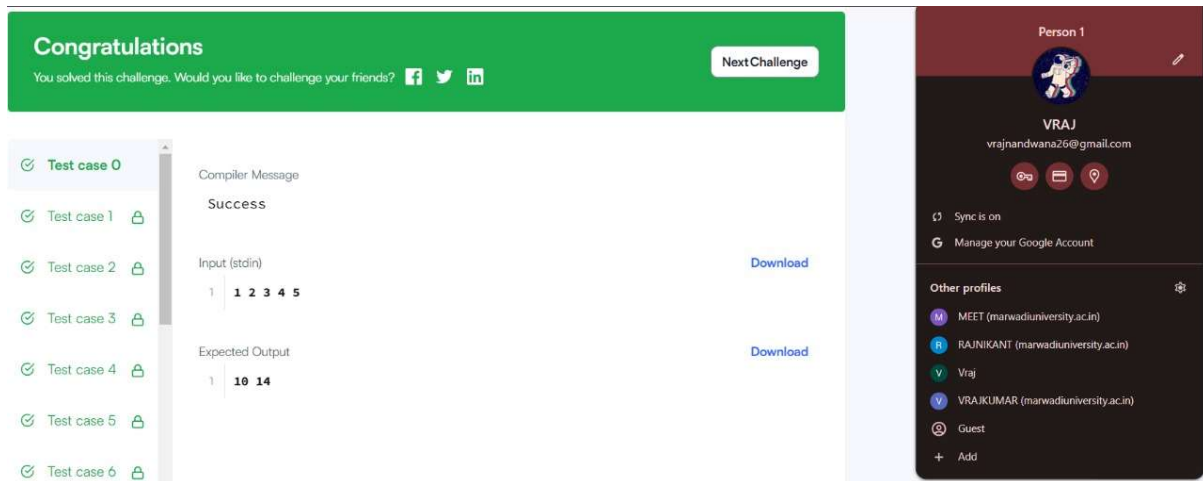 Congratulations
You solved this challenge. Would you like to challenge your friends?
Next Challenge
Test case 0
Test case 1
Test case 2
Test case 3
Test case 4
Test case 5
Test case 6
Compiler Message
Success
Input (stdin)
Download
1 1 2 3 4 5
Expected Output
Download
1 10 14
Person 1
VRAJ
vrajnandwana26@gmail.com
Sync is on
G Manage your Google Account
Other profiles
M MEET (marwadiuniversity.ac.in)
R RAJNIKANT (marwadiuniversity.ac.in)
V Vraj
V VRAJKUMAR (marwadiuniversity.ac.in)
Guest
+ Add